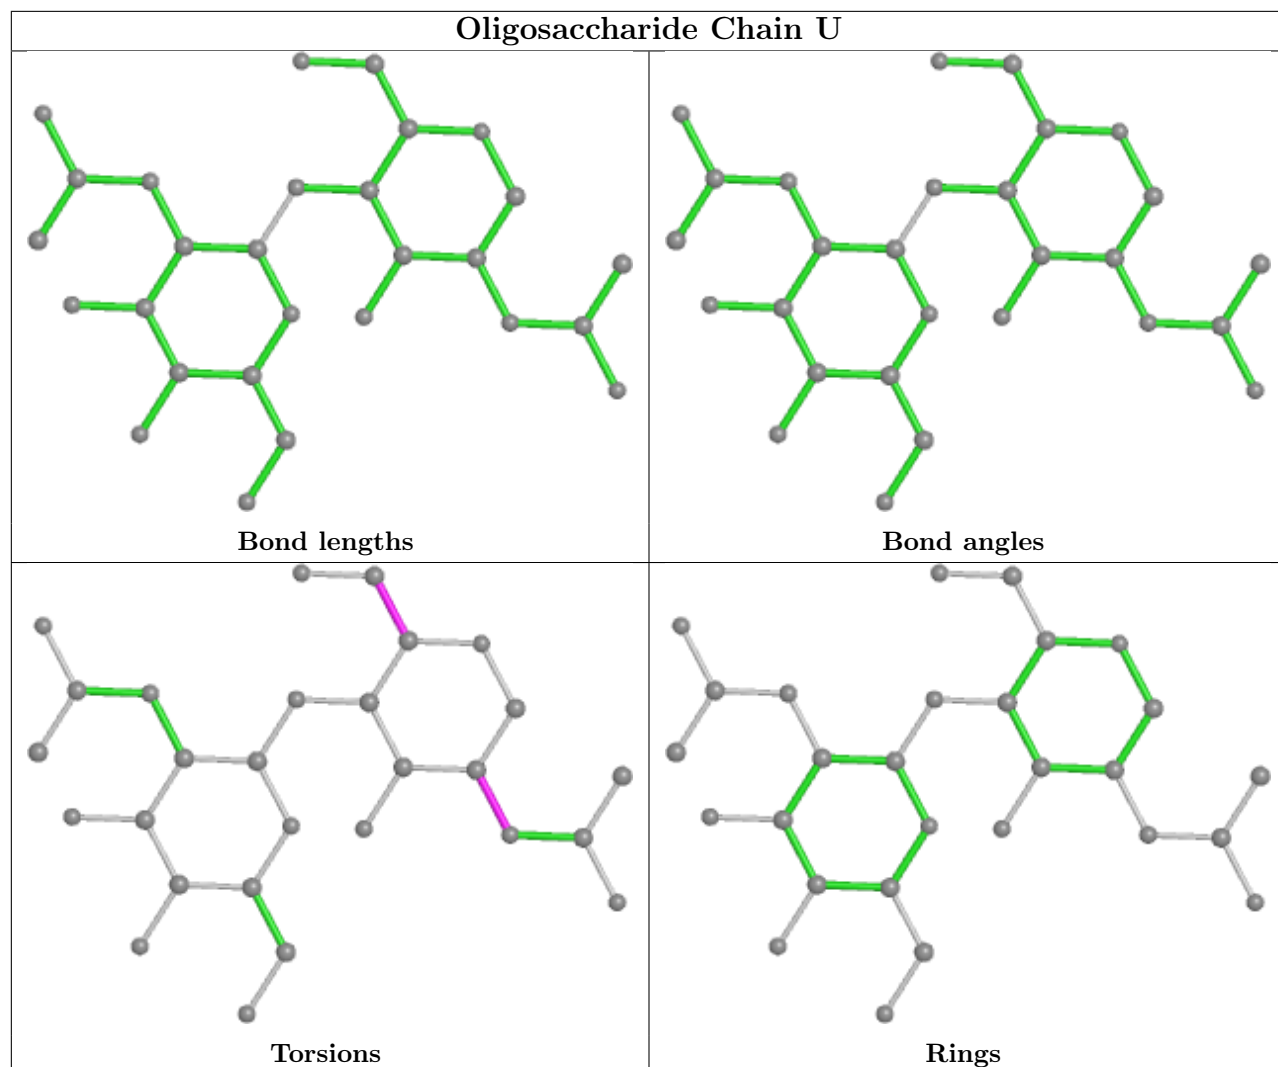 Oligosaccharide Chain U
Bond lengths
Bond angles
Torsions
Rings